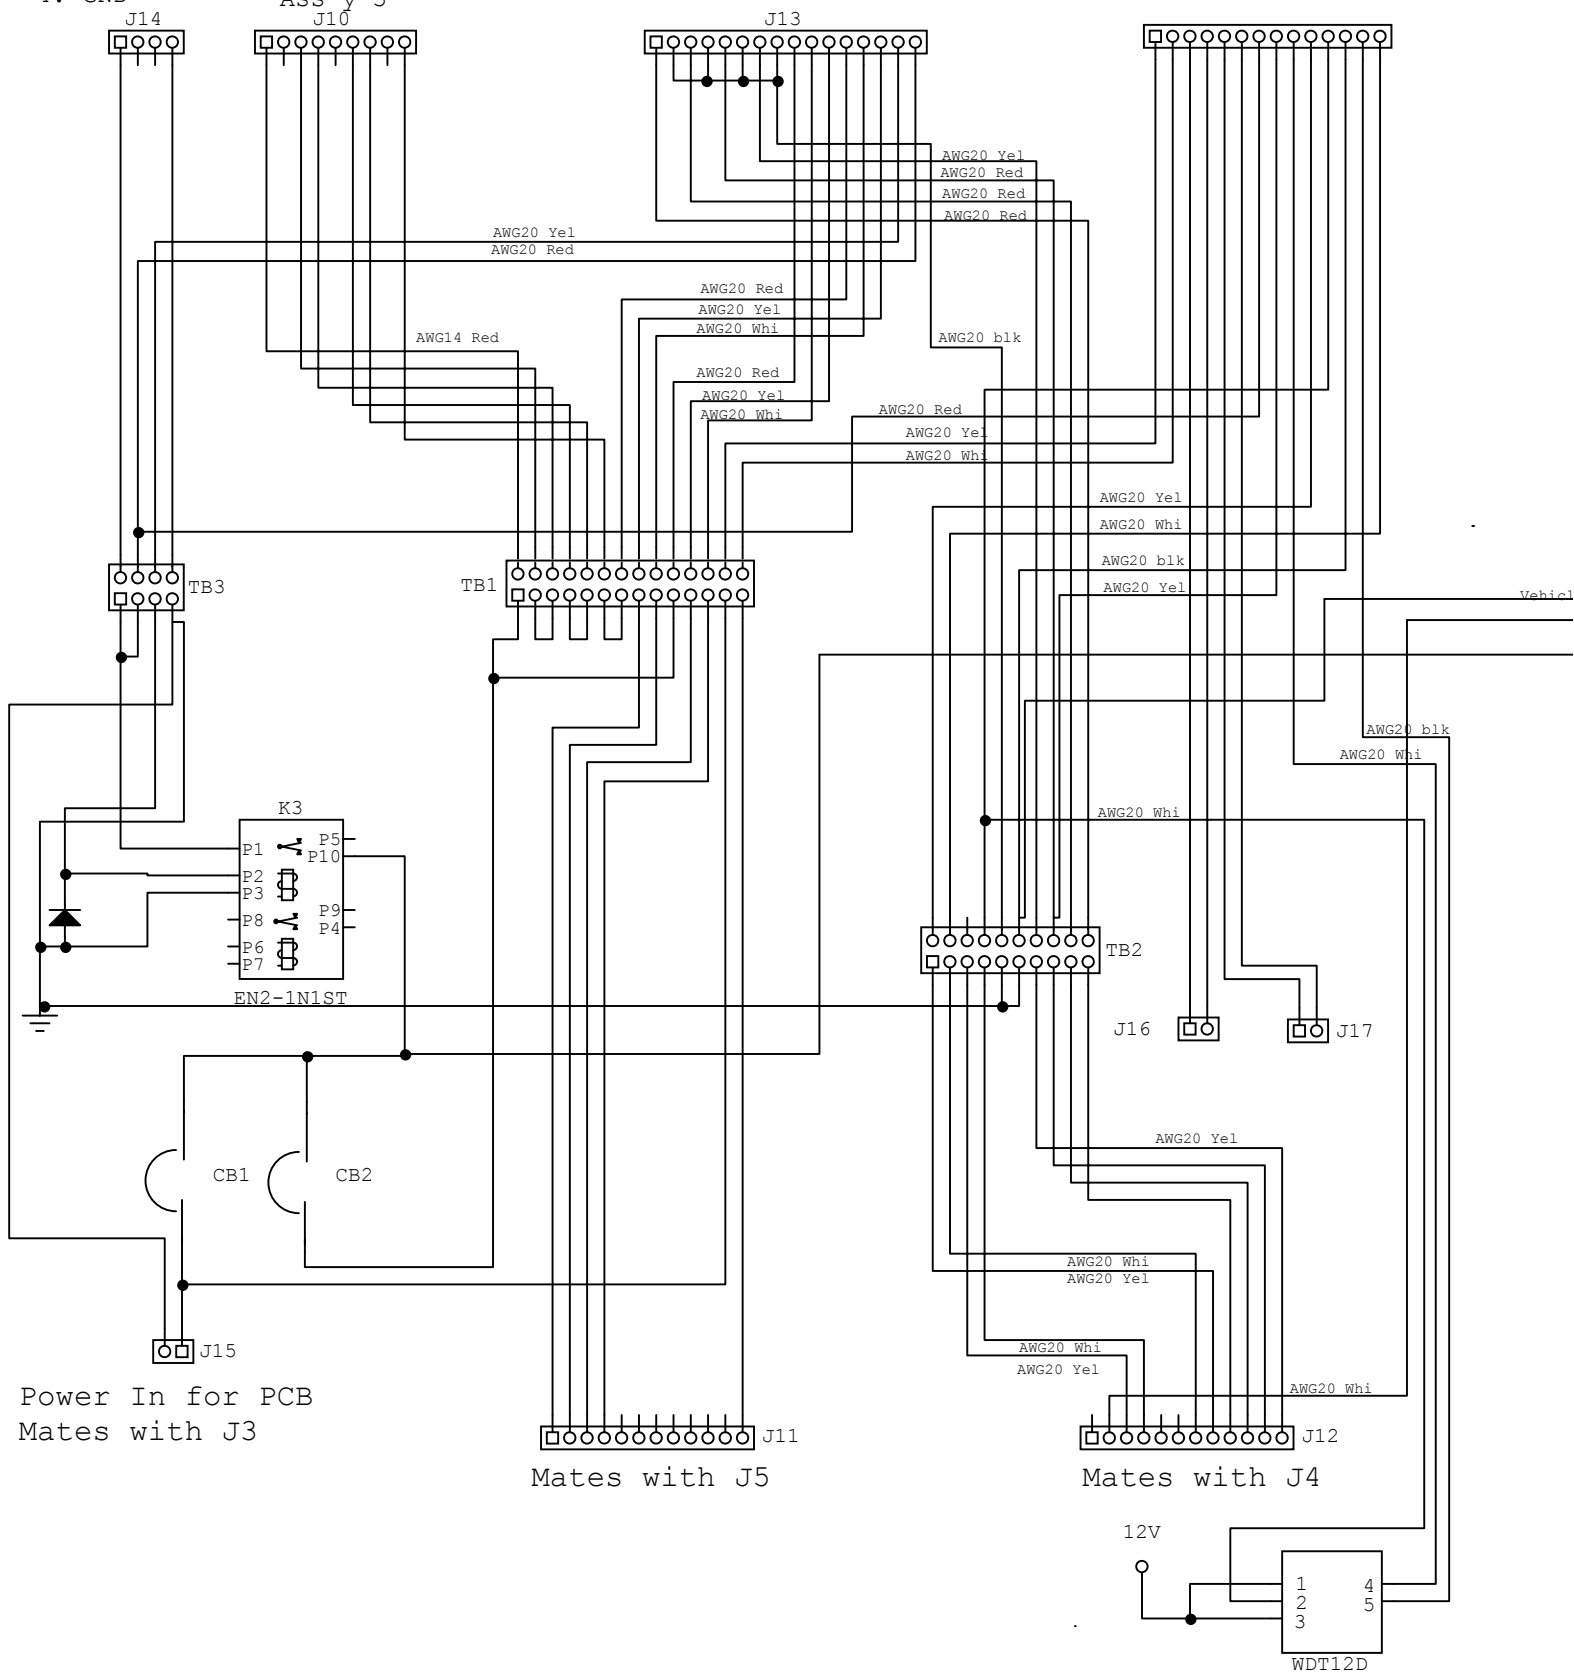 Ass'y 3
J14
J10
J13
AWG20 Yel
AWG20 Red
AWG20 Red
AWG20 Red
AWG20 Yel
AWG20 Red
AWG20 Red
AWG20 Yel
AWG20 Whi
AWG14 Red
AWG20 blk
AWG20 Red
AWG20 Yel
AWG20 Whi
AWG20 Red
AWG20 Yel
AWG20 Whi
AWG20 Yel
AWG20 Whi
AWG20 blk
AWG20 Yel
TB3
TB1
Vehicl
AWG20 blk
AWG20 Whi
K3
AWG20 Whi
P1
P5
P10
P2
P3
P8
P9
P4
P6
P7
EN2-1N1ST
TB2
J16
J17
CB1
CB2
AWG20 Yel
AWG20 Whi
AWG20 Yel
AWG20 Whi
AWG20 Yel
AWG20 Whi
J15
Power In for PCB
Mates with J3
J11
J12
Mates with J5
Mates with J4
12V
1
2
3
4
5
WDT12D